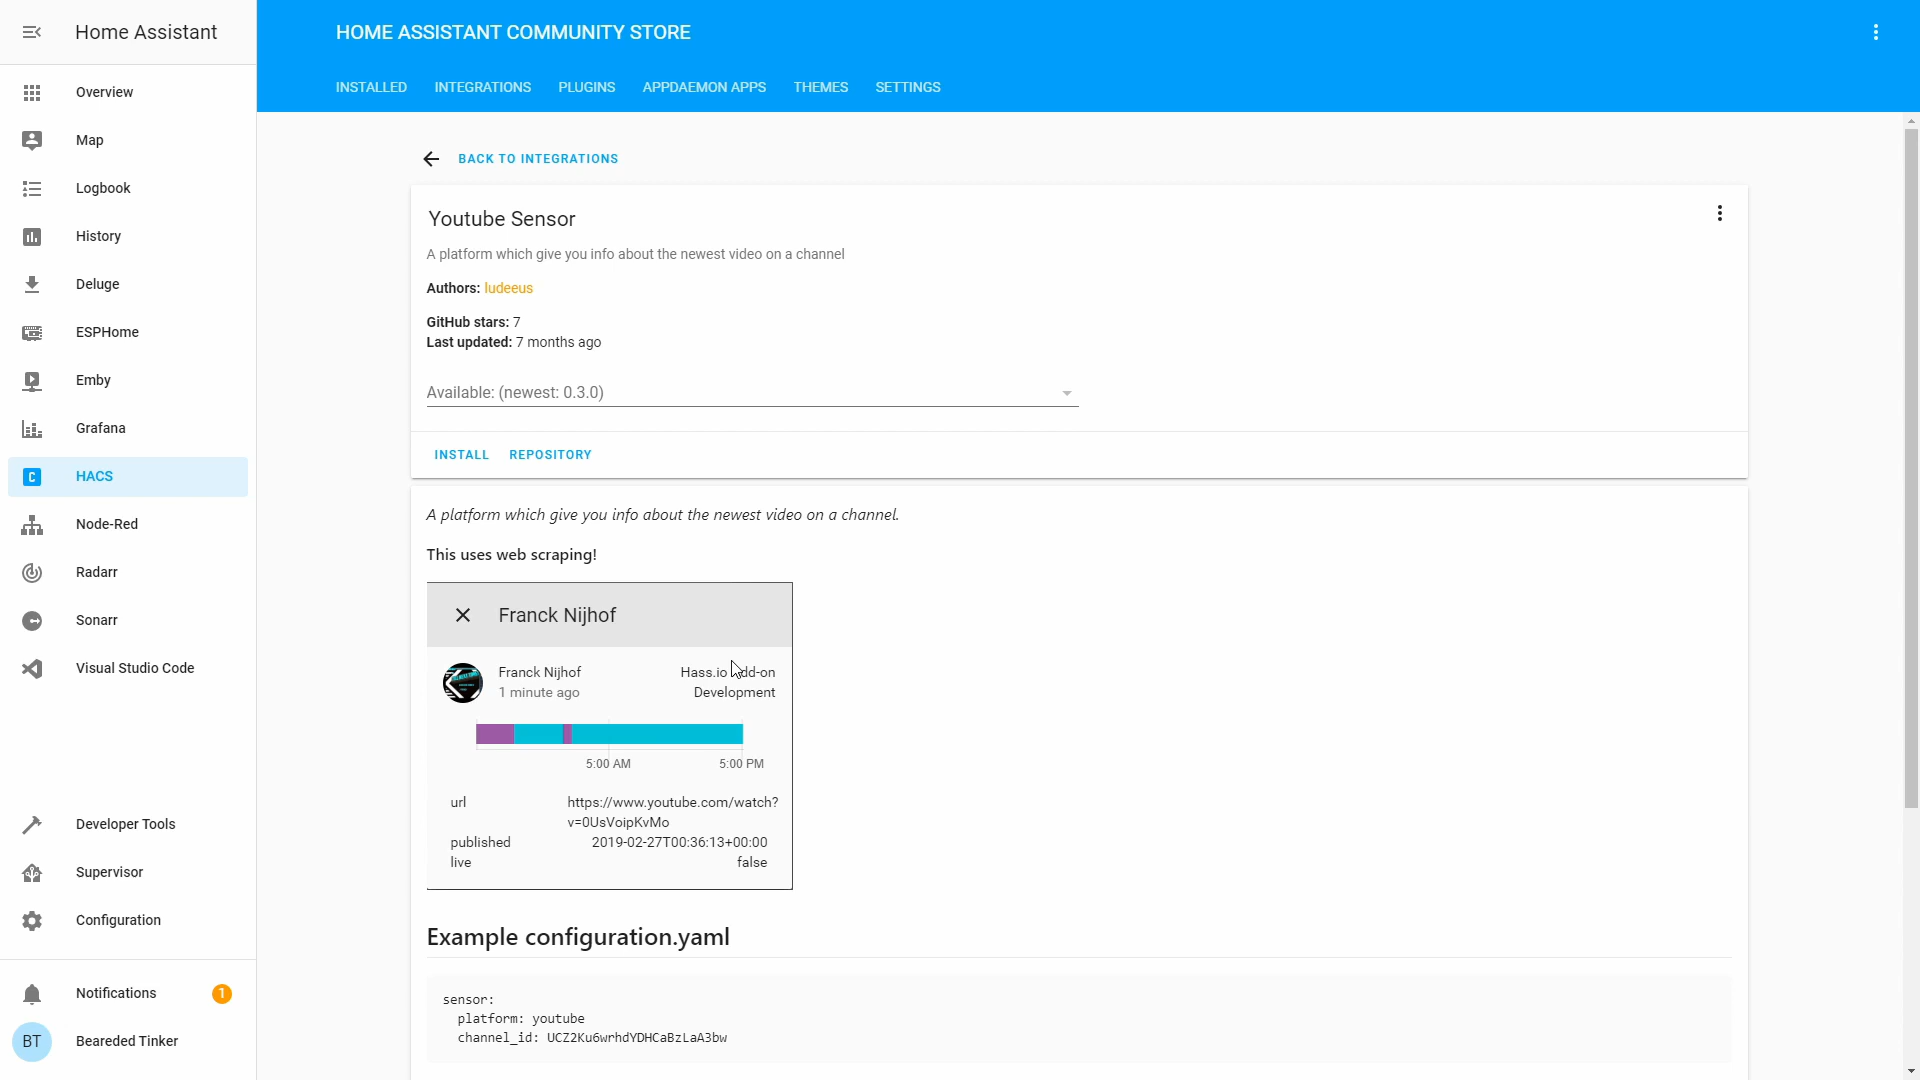 Home Assistant
Overview
Map
Logbook
History
Deluge
ESPHome
Emby
Grafana
C
HACS
Node-Red
Radarr
Sonarr
Visual Studio Code
Developer Tools
Supervisor
Configuration
Notifications 1
BT Beareded Tinker
HOME ASSISTANT COMMUNITY STORE
INSTALLED INTEGRATIONS PLUGINS APPDAEMON APPS THEMES SETTINGS
BACK TO INTEGRATIONS
Youtube Sensor
A platform which give you info about the newest video on a channel
Authors: ludeeus
GitHub stars: 7
Last updated: 7 months ago
Available: (newest: 0.3.0)
INSTALL REPOSITORY
A platform which give you info about the newest video on a channel.
This uses web scraping!
Franck Nijhof
Franck Nijhof Hass.io Add-on
1 minute ago Development
5:00 AM 5:00 PM
url https://www.youtube.com/watch?
v=0UsVoipKvMo
published 2019-02-27T00:36:13+00:00
live false
Example configuration.yaml
sensor:
platform: youtube
channel_id: UCZ2Ku6wrhdYDHCaBzLaA3bw